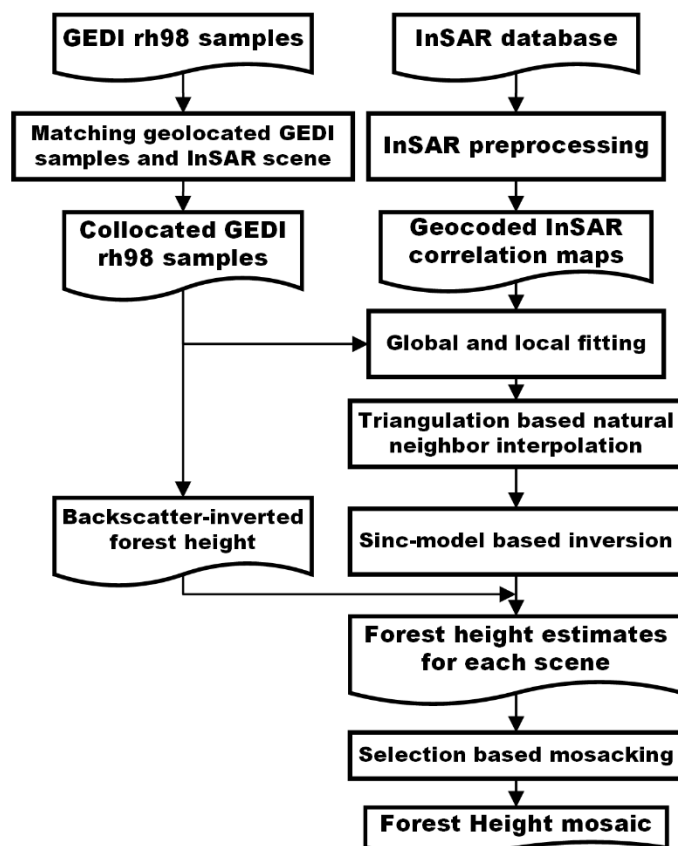 GEDI rh98 samples
InSAR database
Matching geolocated GEDI
samples and InSAR scene
InSAR preprocessing
Collocated GEDI
rh98 samples
Geocoded InSAR
correlation maps
Global and local fitting
Triangulation based natural
neighbor interpolation
Backscatter-inverted
forest height
Sinc-model based inversion
Forest height estimates
for each scene
Selection based mosacking
Forest Height mosaic